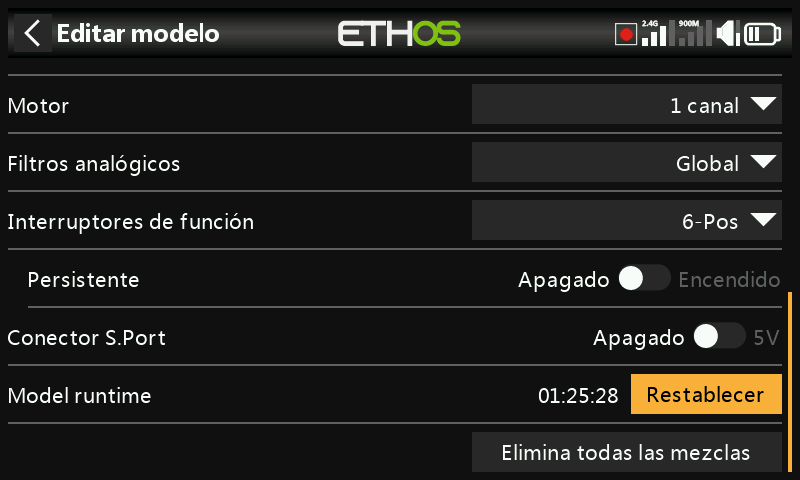 Editar modelo
ETHOS
2.4G
900M
Motor
1 canal
Filtros analógicos
Global
Interruptores de función
6-Pos
Persistente
Apagado
Encendido
Conector S.Port
Apagado
5V
Model runtime
01:25:28
Restablecer
Elimina todas las mezclas